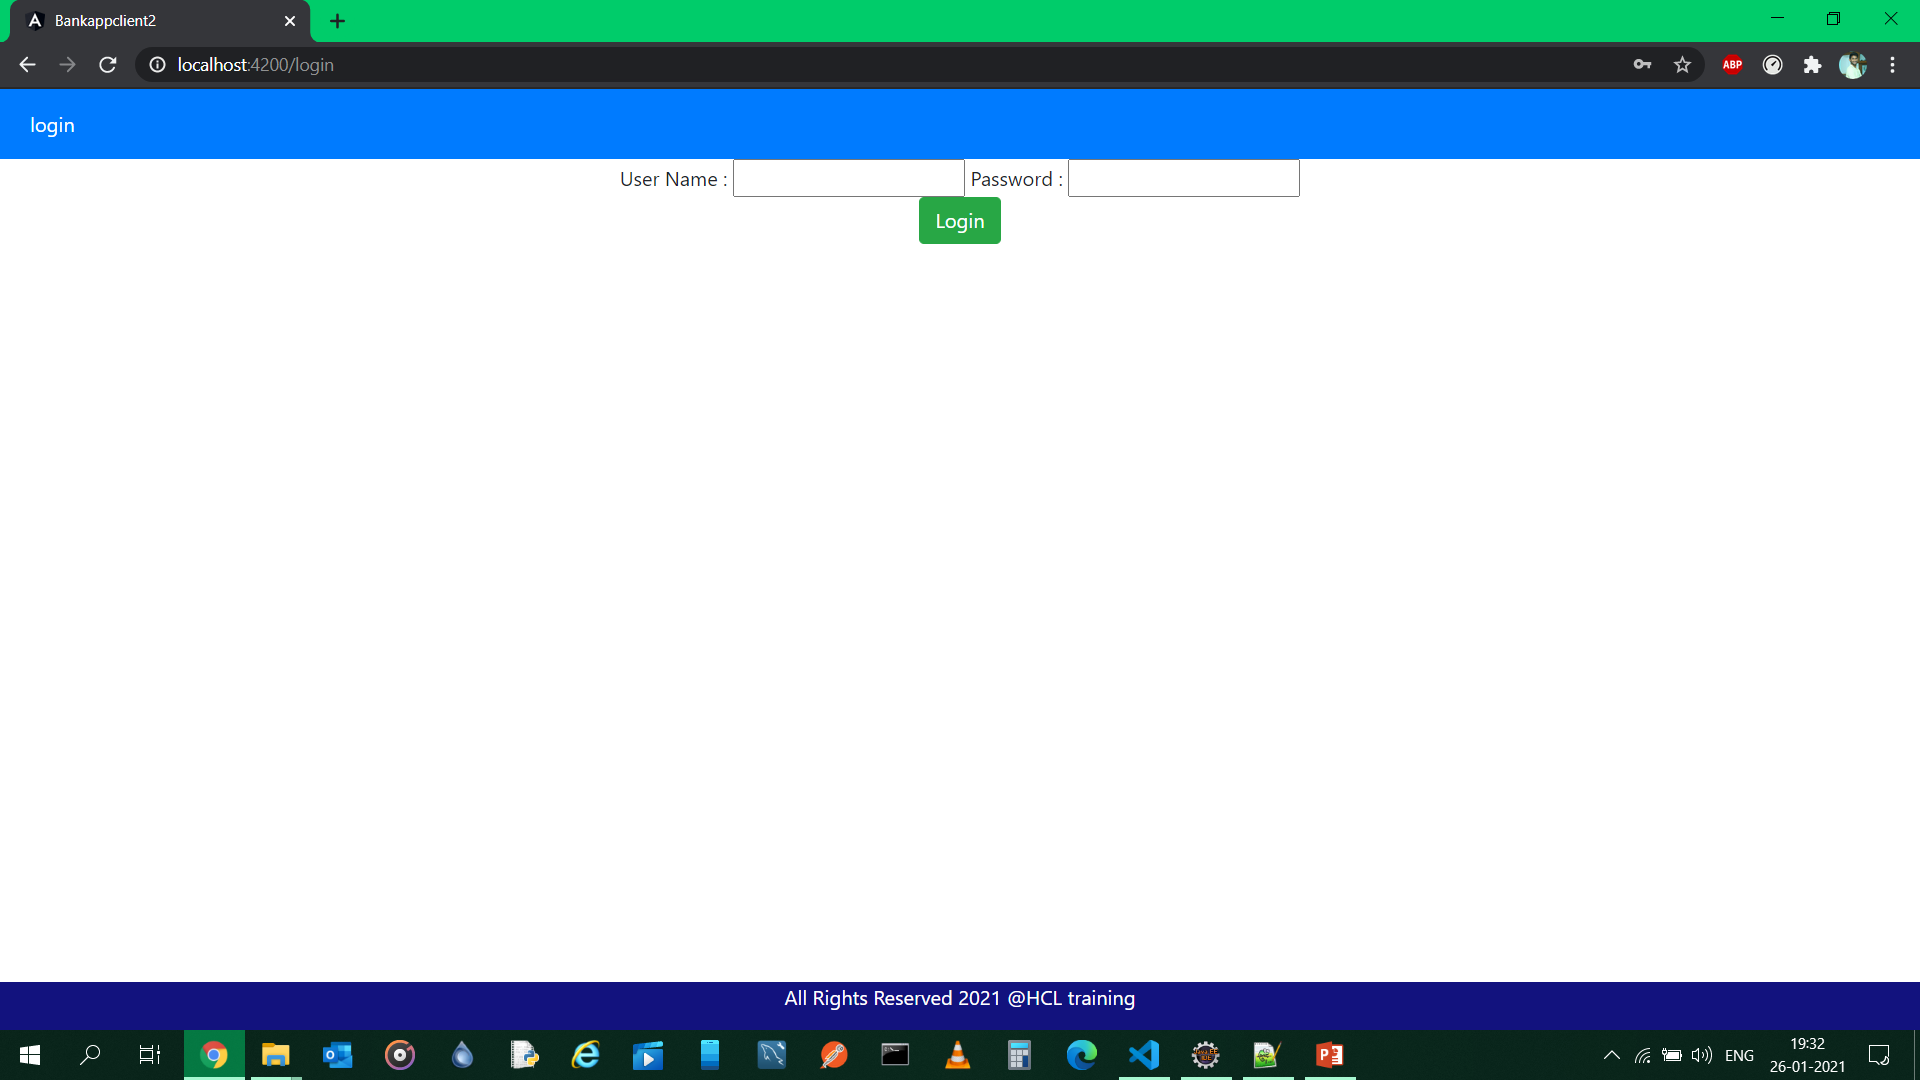 Bankappclient2
localhost:4200/login
ABP
login
User Name : Password :
Login
All Rights Reserved 2021 @HCL training
ENG
19:32
26-01-2021